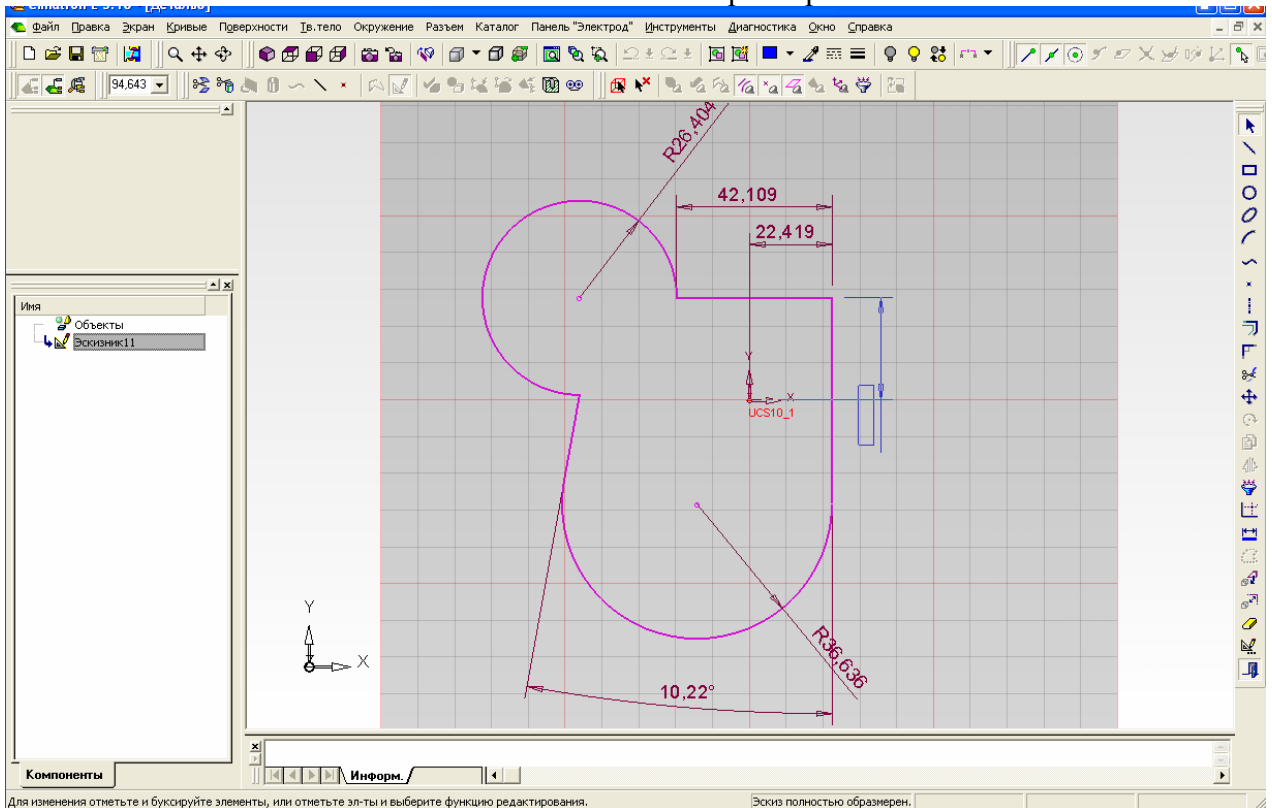 Файл Правка Экран Кривые Поверхности Тв.тело Окружение Разъем Каталог Панель "Электрод" Инструменты Диагностика Окно Справка
94,643
R26,404
42,109
22,419
Имя
Объекты
Эскизник11
Y
X
UCS10_1
Y
X
R36,636
10,22°
Компоненты
Информ.
Для изменения отметьте и буксируйте элементы, или отметьте эл-ты и выберите функцию редактирования.
Эскиз полностью образмерен.